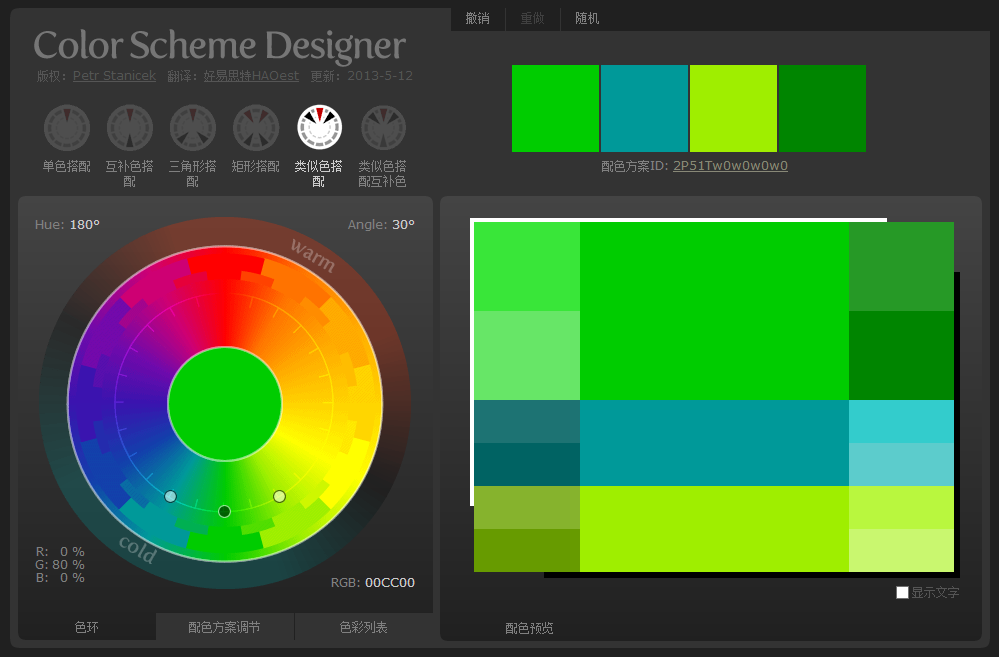 撤销 重做 随机
Color Scheme Designer
版权: Petr Stanicek 翻译: 好易思特HAOest 更新: 2013-5-12
单色搭配 互补色搭配 三角形搭配 矩形搭配 类似色搭配 类似色搭配互补色
配色方案ID: 2P51Tw0w0w0w0
Hue: 180° Angle: 30°
warm
cold
R: 0 %
G: 80 %
B: 0 %
RGB: 00CC00
显示文字
色环 配色方案调节 色彩列表
配色预览